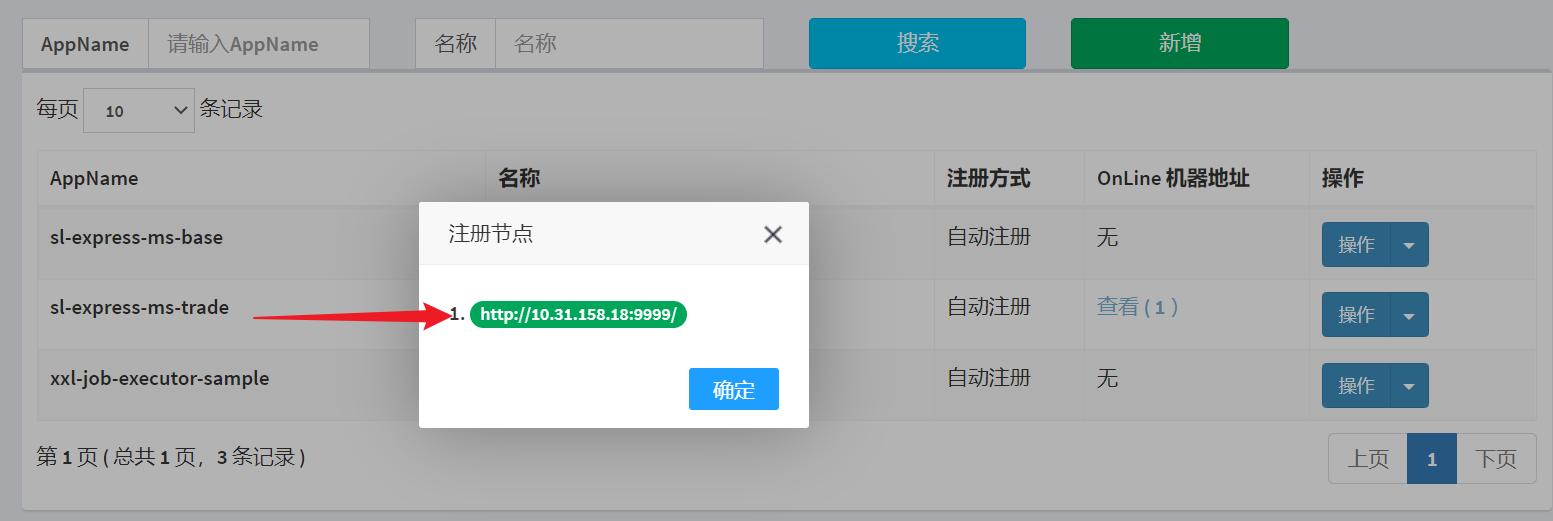 AppName 请输入AppName 名称 名称 搜索 新增
每页 10 条记录
AppName 名称 注册方式 OnLine 机器地址 操作
sl-express-ms-base 自动注册 无 操作
sl-express-ms-trade 自动注册 查看 ( 1 ) 操作
xxl-job-executor-sample 自动注册 无 操作
第 1 页 ( 总共 1 页，3 条记录 ) 上页 1 下页
注册节点
1. http://10.31.158.18:9999/
确定